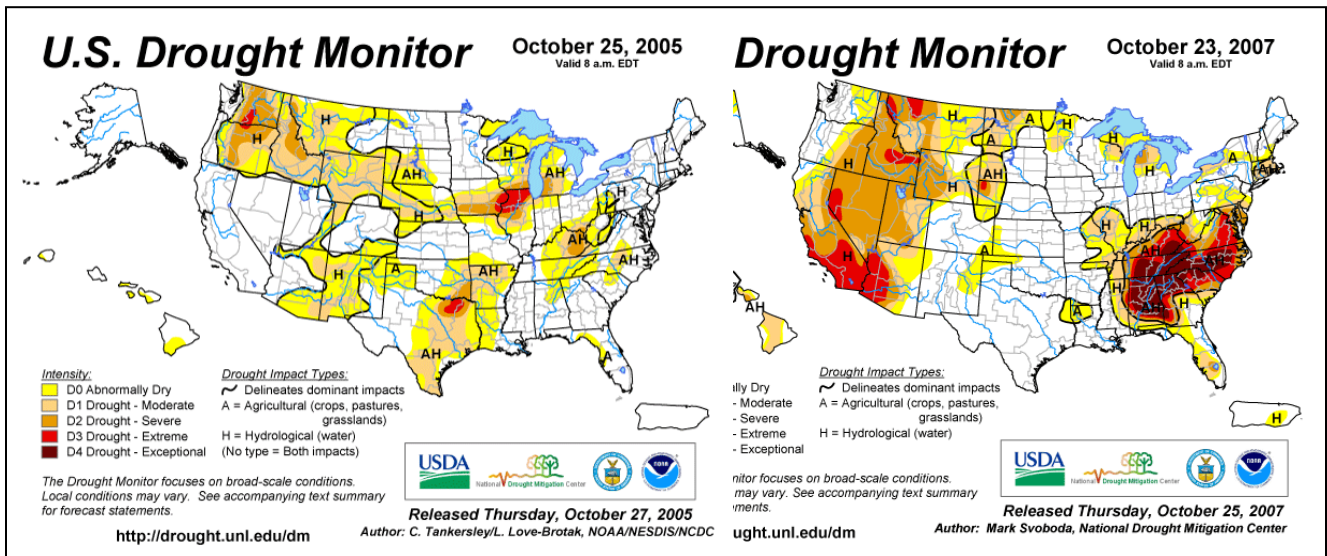 U.S. Drought Monitor
October 25, 2005
Valid 8 a.m. EDT
H
H
H
AH
AH
H
H
AH
AH
H
A
AH
AH
A
Intensity:
D0 Abnormally Dry
D1 Drought - Moderate
D2 Drought - Severe
D3 Drought - Extreme
D4 Drought - Exceptional
Drought Impact Types:
Delineates dominant impacts
A = Agricultural (crops, pastures,
grasslands)
H = Hydrological (water)
(No type = Both impacts)
The Drought Monitor focuses on broad-scale conditions.
Local conditions may vary. See accompanying text summary
for forecast statements.
http://drought.unl.edu/dm
USDA
National Drought Mitigation Center
NOAA
Released Thursday, October 27, 2005
Author: C. Tankersley/L. Love-Brotak, NOAA/NESDIS/NCDC
Drought Monitor
October 23, 2007
Valid 8 a.m. EDT
H
A
A
H
H
H
A
AH
H
H
AH
H
A
H
H
AH
AH
H
H
A
AH
H
ally Dry
- Moderate
- Severe
- Extreme
- Exceptional
Drought Impact Types:
Delineates dominant impacts
A = Agricultural (crops, pastures,
grasslands)
H = Hydrological (water)
nitor focuses on broad-scale conditions.
may vary. See accompanying text summary
ments.
ught.unl.edu/dm
USDA
National Drought Mitigation Center
NOAA
Released Thursday, October 25, 2007
Author: Mark Svoboda, National Drought Mitigation Center